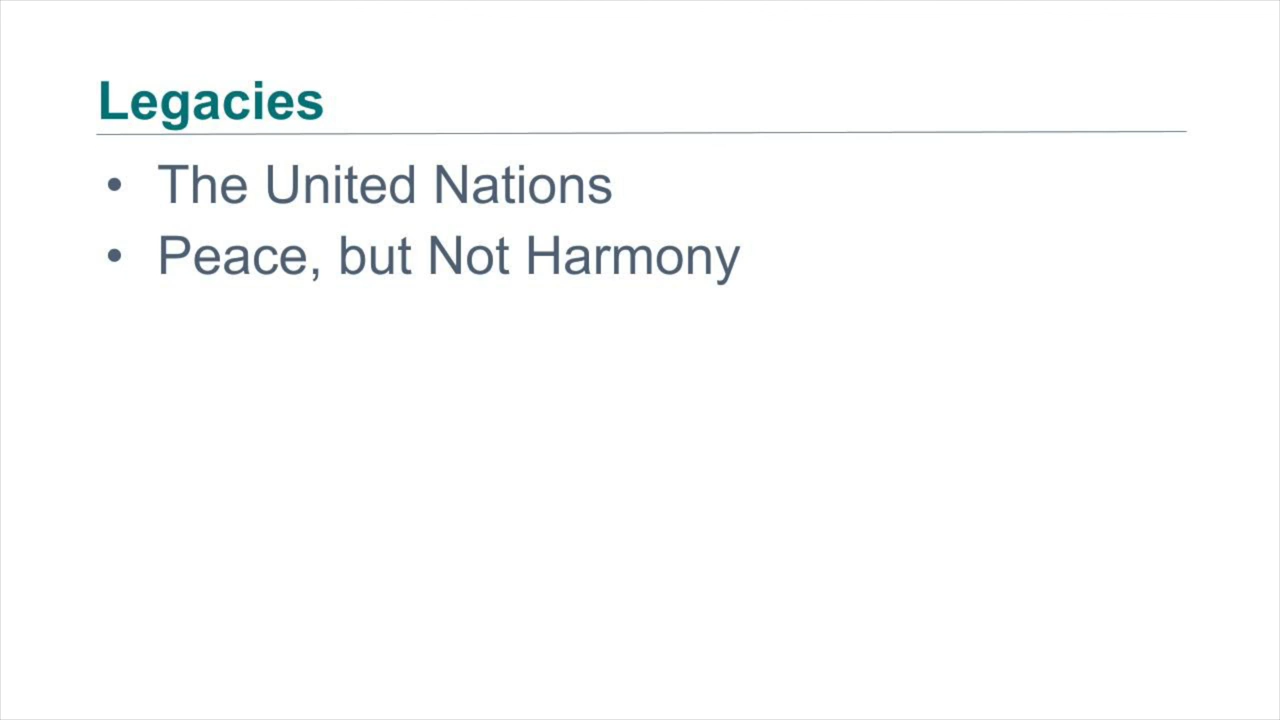 Legacies
• The United Nations
• Peace, but Not Harmony